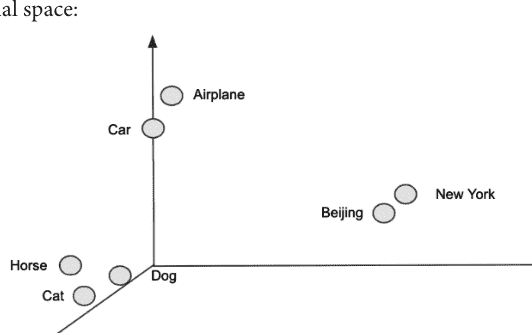 al space:
Airplane
Car
New York
Beijing
Horse
Dog
Cat